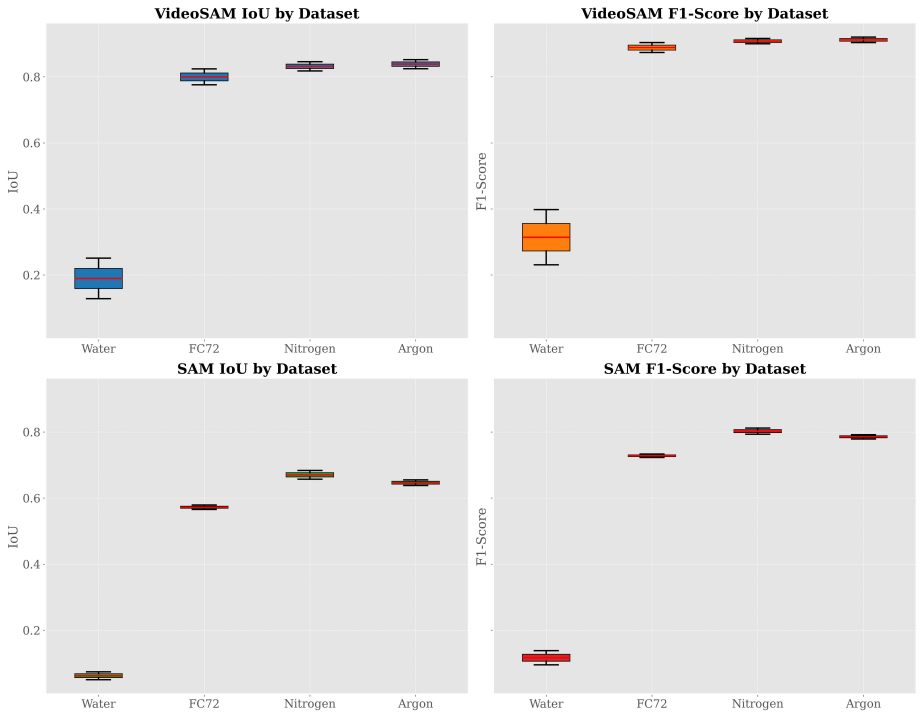 VideoSAM IoU by Dataset
IoU
0.8
0.6
0.4
0.2
Water FC72 Nitrogen Argon
VideoSAM F1-Score by Dataset
F1-Score
Water FC72 Nitrogen Argon
SAM IoU by Dataset
IoU
0.8
0.6
0.4
0.2
Water FC72 Nitrogen Argon
SAM F1-Score by Dataset
F1-Score
Water FC72 Nitrogen Argon